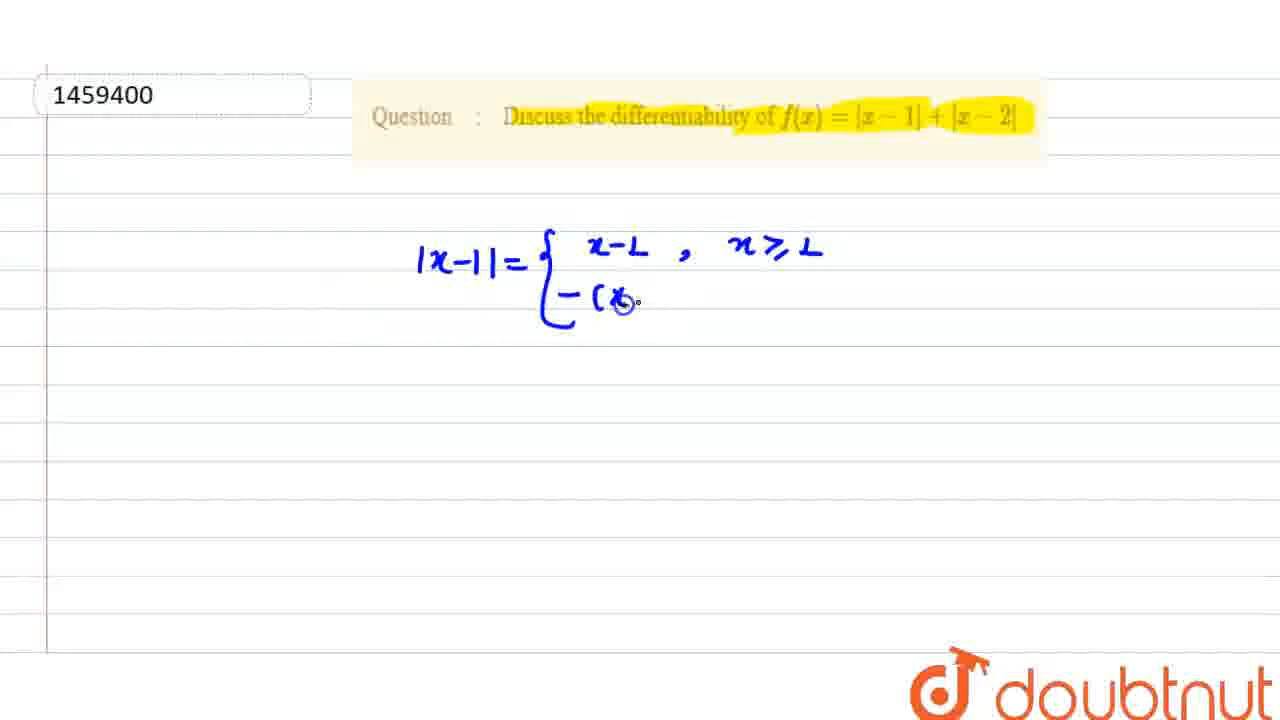 1459400
Question : Discuss the differentiability of f(x) = |x − 1| + |x − 2|
|x-1| = { x-1 , x ⩾ 1
-(x
doubtnut